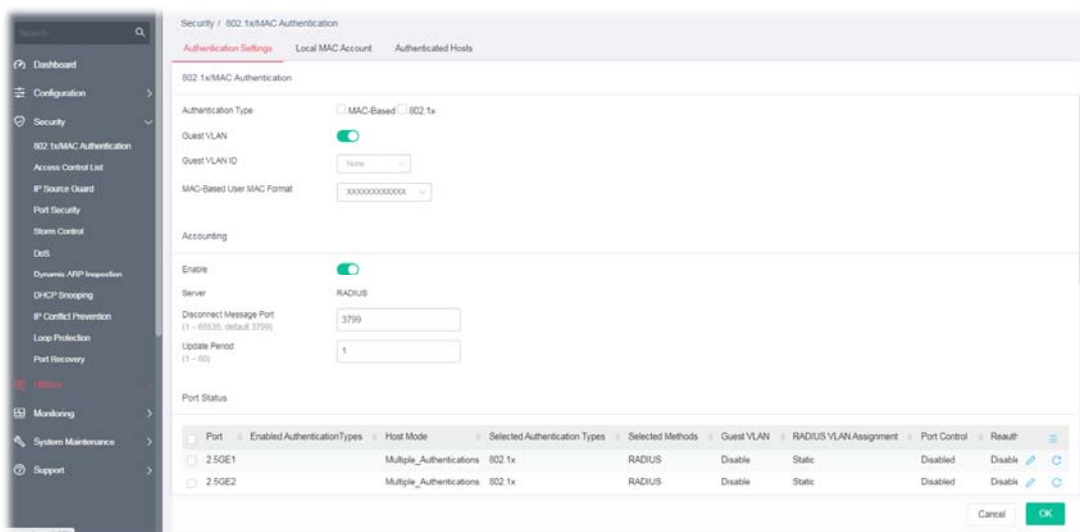 Search...
Dashboard
Configuration
Security
802.1x/MAC Authentication
Access Control List
IP Source Guard
Port Security
Storm Control
DoS
Dynamic ARP Inspection
DHCP Snooping
IP Conflict Prevention
Loop Protection
Port Recovery
Utilities
Monitoring
System Maintenance
Support
Security / 802.1x/MAC Authentication
Authentication Settings Local MAC Account Authenticated Hosts
802.1x/MAC Authentication
Authentication Type MAC-Based 802.1x
Guest VLAN
Guest VLAN ID None
MAC-Based User MAC Format XXXXXXXXXXXX
Accounting
Enable
Server RADIUS
Disconnect Message Port 3799
(1 ~ 65535, default 3799)
Update Period 1
(1 ~ 60)
Port Status
Port Enabled AuthenticationTypes Host Mode Selected Authentication Types Selected Methods Guest VLAN RADIUS VLAN Assignment Port Control Reauth
2.5GE1 Multiple_Authentications 802.1x RADIUS Disable Static Disabled Disable
2.5GE2 Multiple_Authentications 802.1x RADIUS Disable Static Disabled Disable
Cancel OK